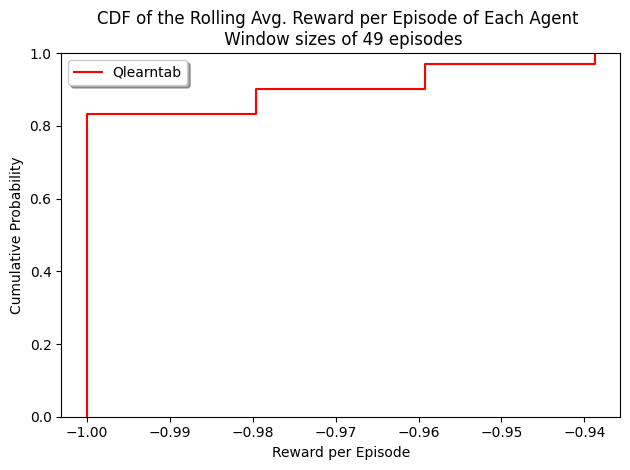 CDF of the Rolling Avg. Reward per Episode of Each Agent
Window sizes of 49 episodes
Qlearntab
Cumulative Probability
1.0
0.8
0.6
0.4
0.2
0.0
−1.00 −0.99 −0.98 −0.97 −0.96 −0.95 −0.94
Reward per Episode